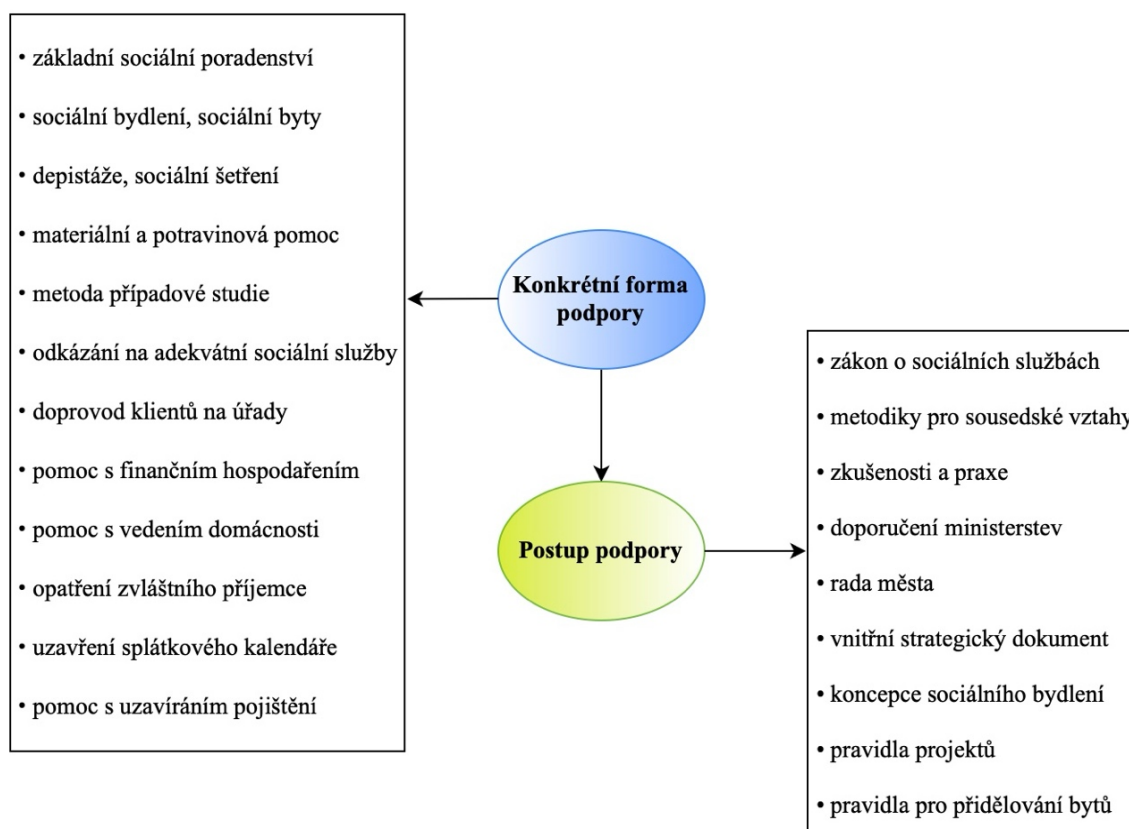 • základní sociální poradenství
• sociální bydlení, sociální byty
• depistáže, sociální šetření
• materiální a potravinová pomoc
• metoda případové studie
• odkázání na adekvátní sociální služby
• doprovod klientů na úřady
• pomoc s finančním hospodařením
• pomoc s vedením domácnosti
• opatření zvláštního příjemce
• uzavření splátkového kalendáře
• pomoc s uzavíráním pojištění
Konkrétní forma
podpory
Postup podpory
• zákon o sociálních službách
• metodiky pro sousedské vztahy
• zkušenosti a praxe
• doporučení ministerstev
• rada města
• vnitřní strategický dokument
• koncepce sociálního bydlení
• pravidla projektů
• pravidla pro přidělování bytů